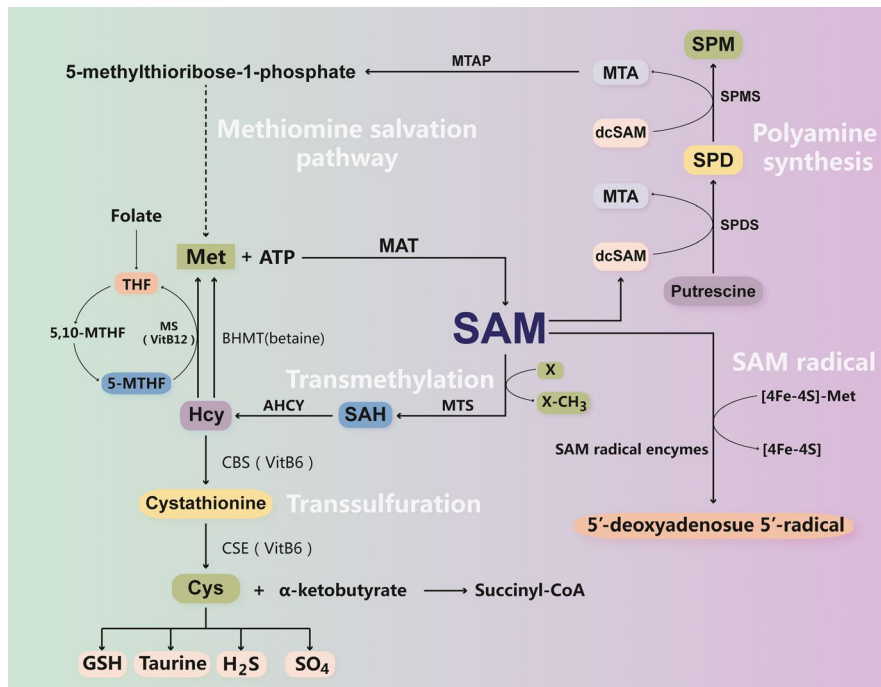 SPM
5-methylthioribose-1-phosphate
MTAP
MTA
SPMS
Methiomine salvation
pathway
dcSAM
Polyamine
synthesis
SPD
MTA
SPDS
Folate
Met + ATP
MAT
dcSAM
THF
Putrescine
5,10-MTHF
MS
( VitB12 )
BHMT(betaine)
SAM
5-MTHF
Transmethylation
X
SAM radical
Hcy
AHCY
SAH
MTS
X-CH₃
[4Fe-4S]-Met
SAM radical encymes
[4Fe-4S]
CBS ( VitB6 )
Cystathionine
Transsulfuration
5′-deoxyadenosue 5′-radical
CSE ( VitB6 )
Cys + α-ketobutyrate
Succinyl-CoA
GSH
Taurine
H₂S
SO₄